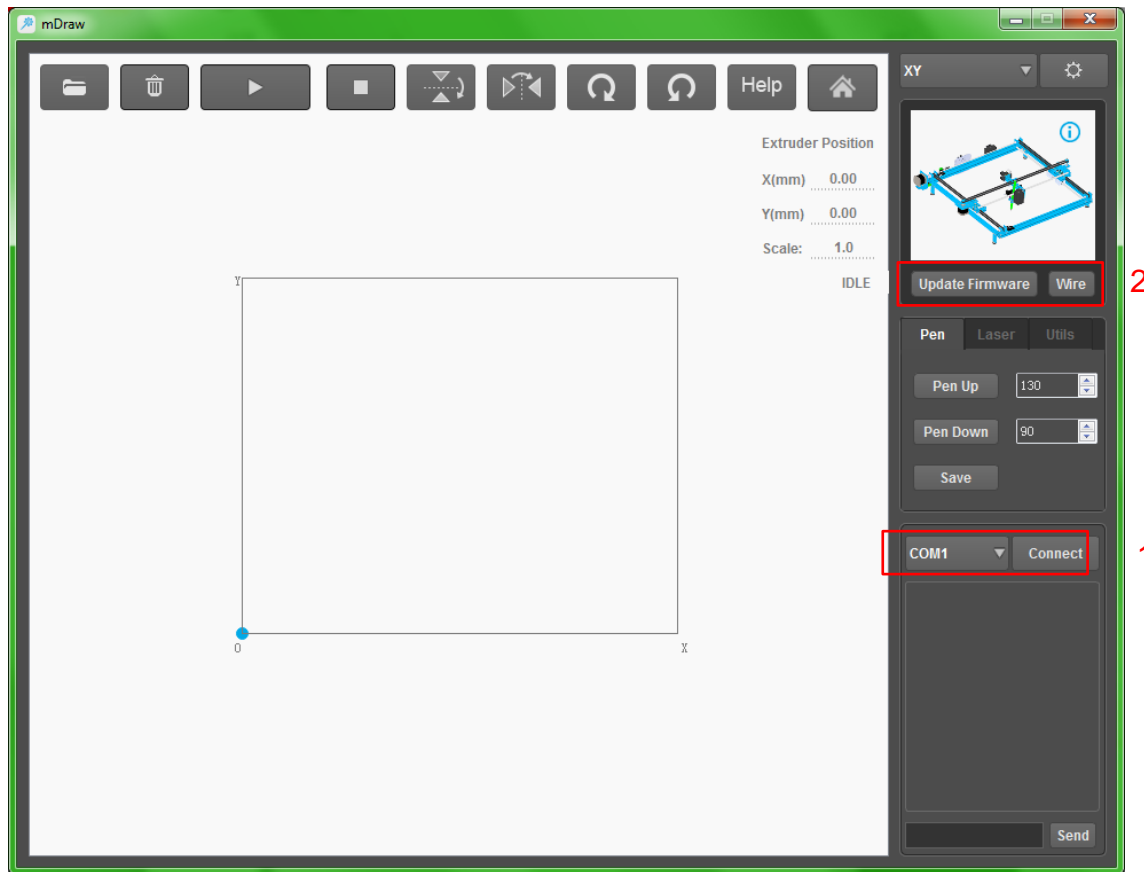 mDraw
Help
XY
Extruder Position
X(mm) 0.00
Y(mm) 0.00
Scale: 1.0
IDLE
Y
O
X
Update Firmware Wire
2
Pen Laser Utils
Pen Up 130
Pen Down 90
Save
COM1 Connect
1
Send